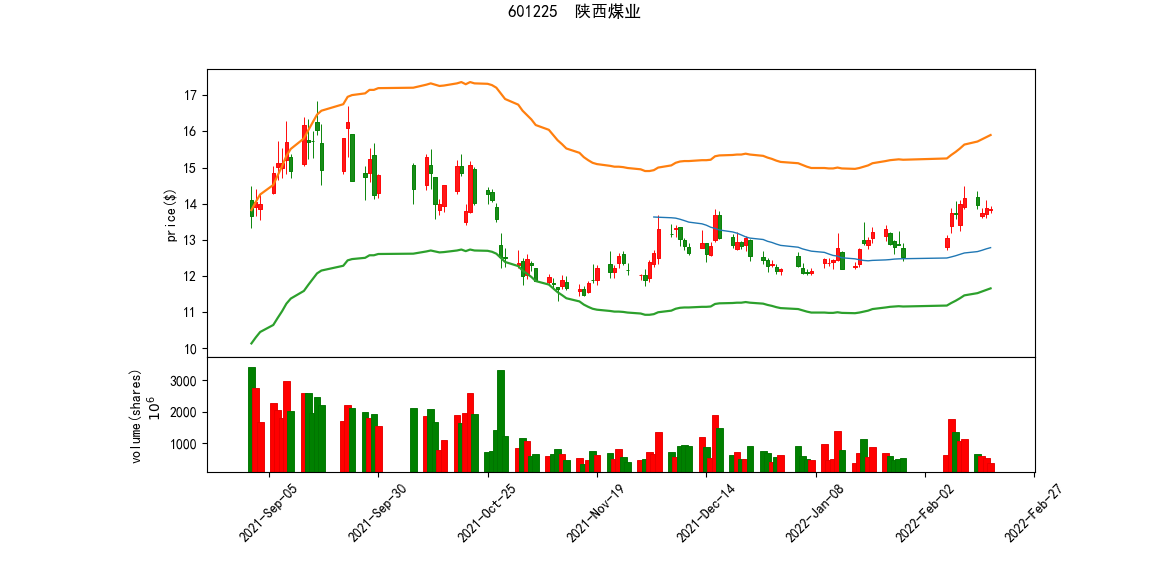 601225 陕西煤业
price($)
17
16
15
14
13
12
11
10
volume(shares)
10^6
3000
2000
1000
2021-Sep-05
2021-Sep-30
2021-Oct-25
2021-Nov-19
2021-Dec-14
2022-Jan-08
2022-Feb-02
2022-Feb-27